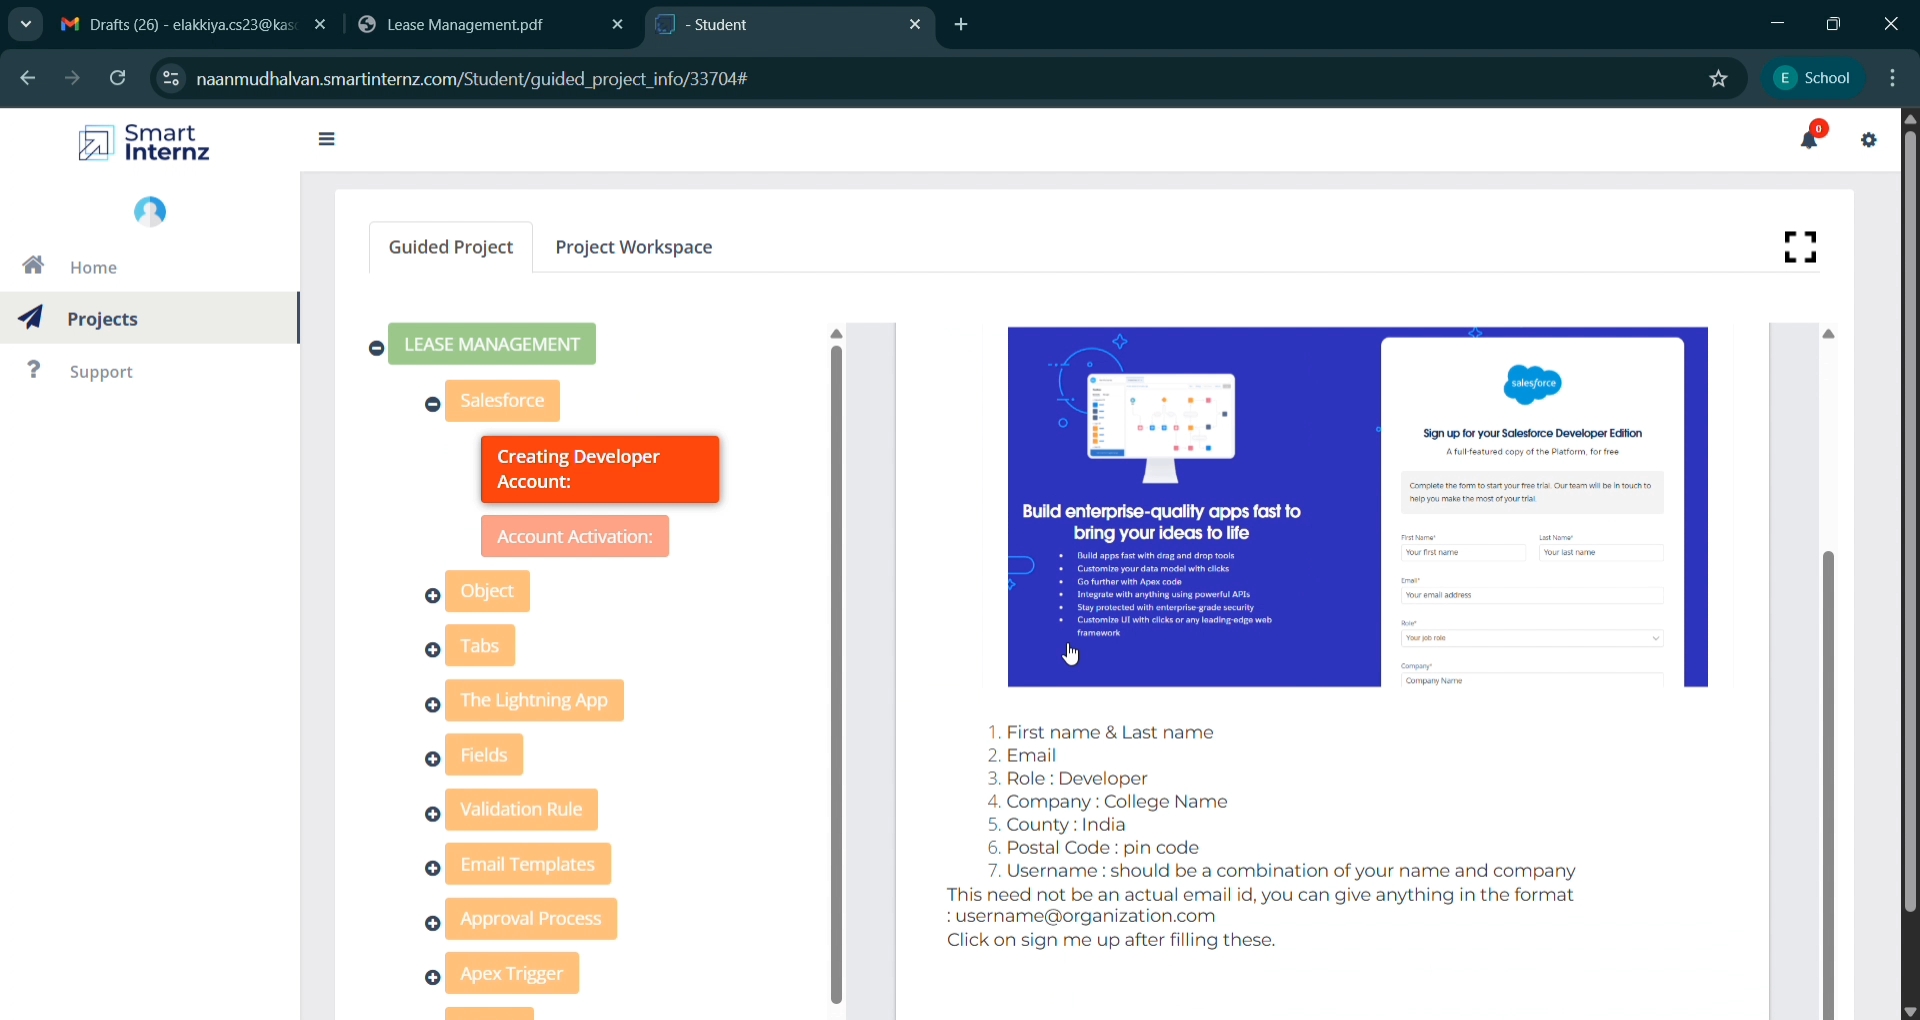 Drafts (26) - elakkiya.cs23@kas
Lease Management.pdf
- Student
naanmudhalvan.smartinternz.com/Student/guided_project_info/33704#
E School
Smart
Internz
0
Home
Projects
? Support
Guided Project
Project Workspace
LEASE MANAGEMENT
Salesforce
Creating Developer
Account:
Account Activation:
Object
Tabs
The Lightning App
Fields
Validation Rule
Email Templates
Approval Process
Apex Trigger
Build enterprise-quality apps fast to
bring your ideas to life
• Build apps fast with drag and drop tools
• Customize your data model with clicks
• Go further with Apex code
• Integrate with anything using powerful APIs
• Stay protected with enterprise-grade security
• Customize UI with clicks or any leading-edge web
framework
salesforce
Sign up for your Salesforce Developer Edition
A full-featured copy of the Platform, for free
Complete the form to start your free trial. Our team will be in touch to
help you make the most of your trial
First Name*
Last Name*
Your first name
Your last name
Email*
Your email address
Role*
Your job role
Company*
Company Name
1. First name & Last name
2. Email
3. Role : Developer
4. Company : College Name
5. County : India
6. Postal Code : pin code
7. Username : should be a combination of your name and company
This need not be an actual email id, you can give anything in the format
: username@organization.com
Click on sign me up after filling these.